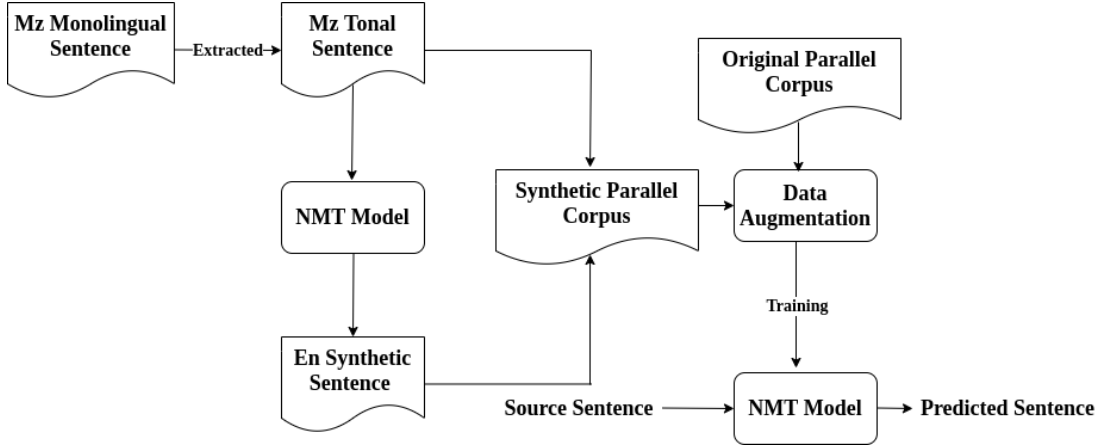 Mz Monolingual
Sentence
Extracted
Mz Tonal
Sentence
Original Parallel
Corpus
NMT Model
Synthetic Parallel
Corpus
Data
Augmentation
Training
En Synthetic
Sentence
Source Sentence
NMT Model
Predicted Sentence